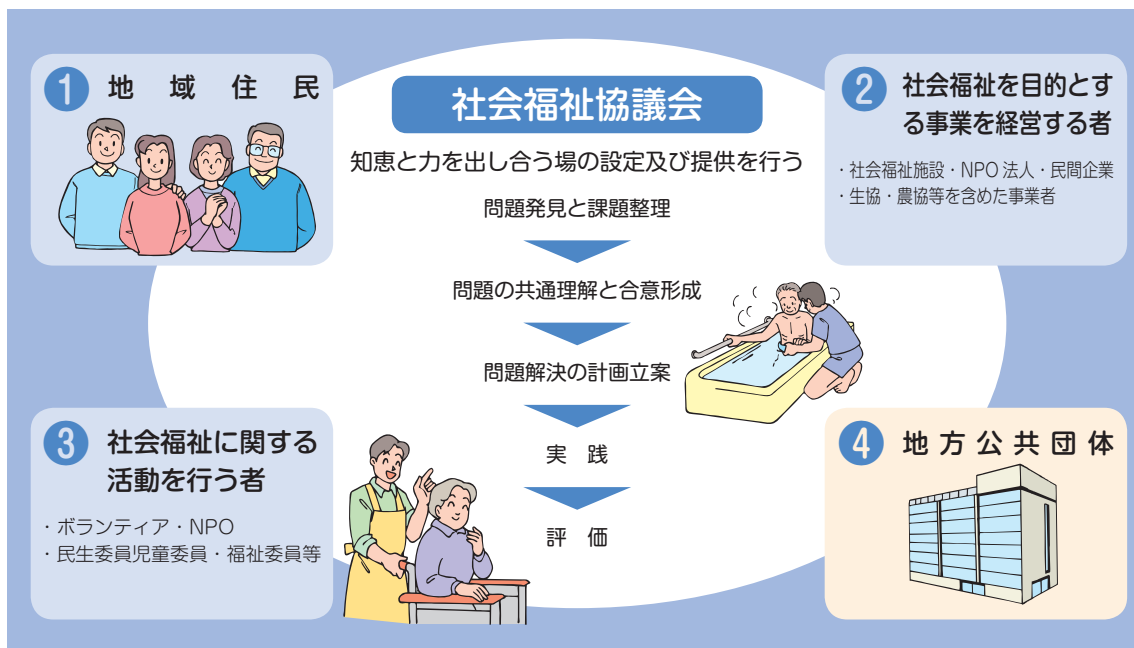 1 地域住民
社会福祉協議会
知恵と力を出し合う場の設定及び提供を行う
問題発見と課題整理
問題の共通理解と合意形成
問題解決の計画立案
実践
評価
2 社会福祉を目的とす
る事業を経営する者
・社会福祉施設・NPO法人・民間企業
・生協・農協等を含めた事業者
3 社会福祉に関する
活動を行う者
・ボランティア・NPO
・民生委員児童委員・福祉委員等
4 地方公共団体